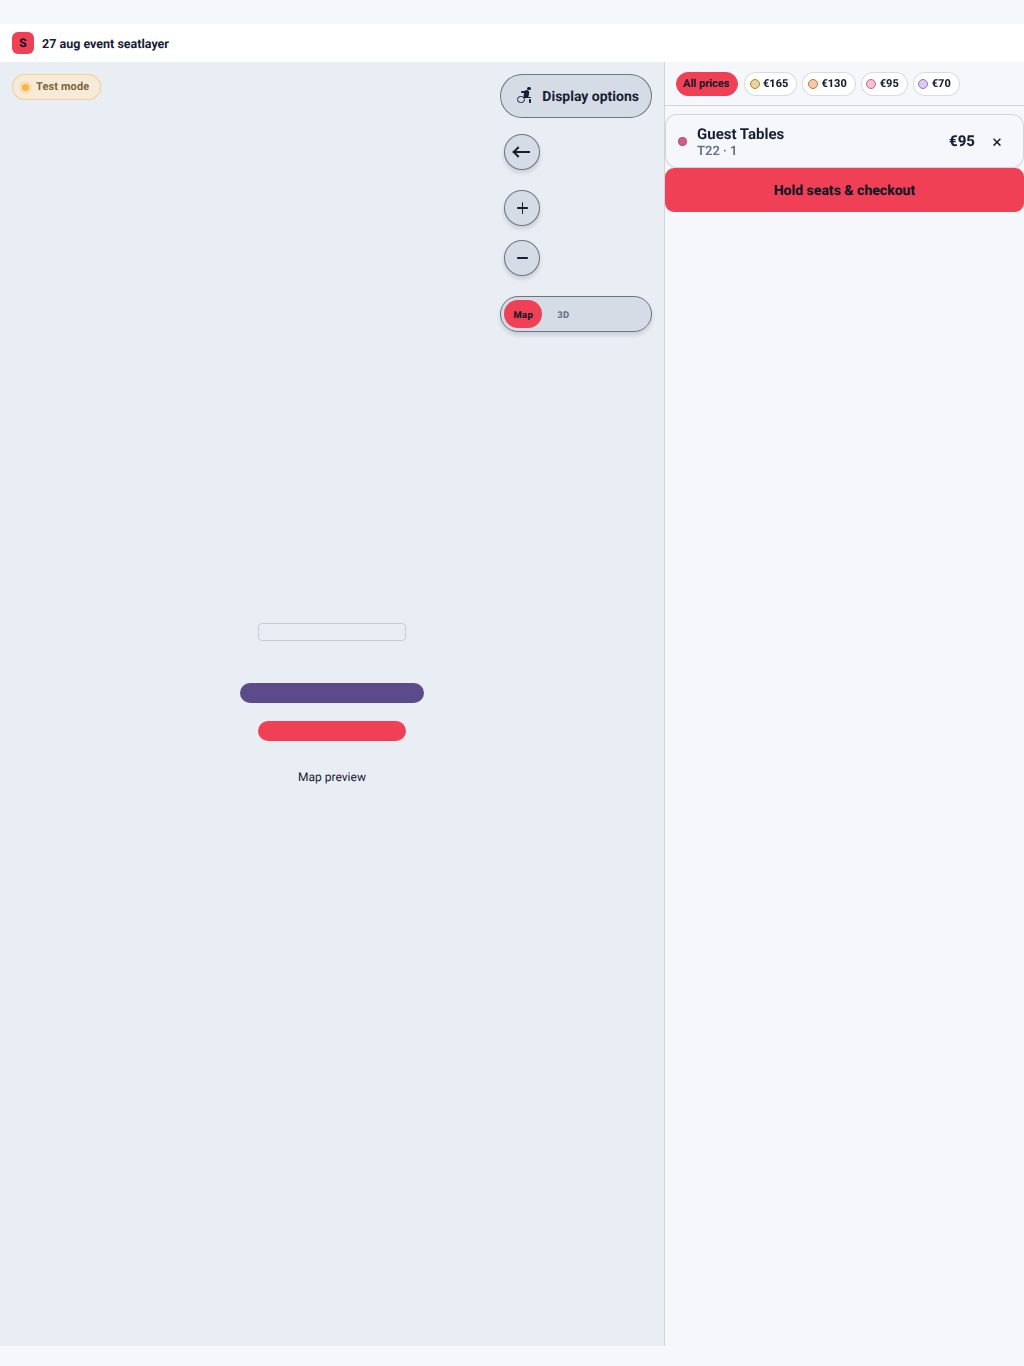 S 27 aug event seatlayer
Test mode
Display options
Map 3D
Map preview
All prices €165 €130 €95 €70
Guest Tables
T22 · 1
€95 ×
Hold seats & checkout